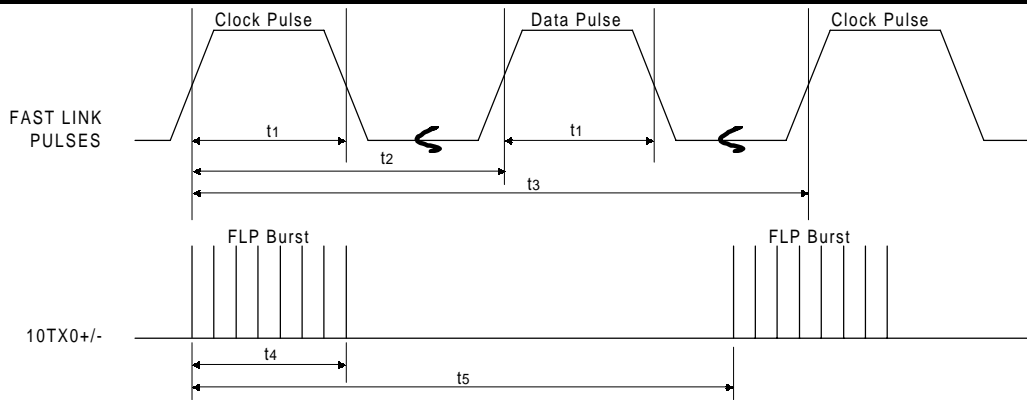 Clock Pulse Data Pulse Clock Pulse
FAST LINK
PULSES
t1 t1
t2
t3
FLP Burst FLP Burst
10TX0+/-
t4
t5